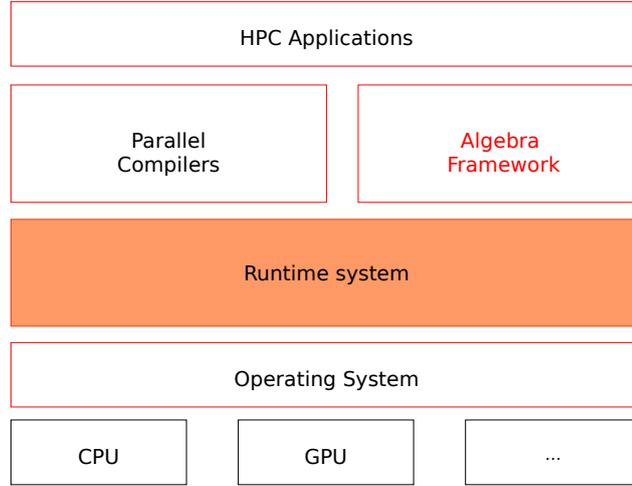 HPC Applications
Parallel
Compilers
Algebra
Framework
Runtime system
Operating System
CPU
GPU
...